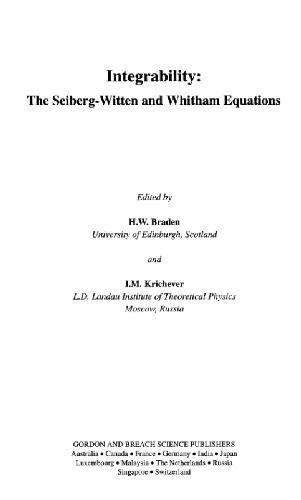 Integrability:
The Seiberg-Witten and Whitham Equations
Edited by
H.W. Braden
University of Edinburgh, Scotland
and
I.M. Krichever
L.D. Landau Institute of Theoretical Physics
Moscow, Russia
GORDON AND BREACH SCIENCE PUBLISHERS
Australia • Canada • France • Germany • India • Japan
Luxembourg • Malaysia • The Netherlands • Russia
Singapore • Switzerland